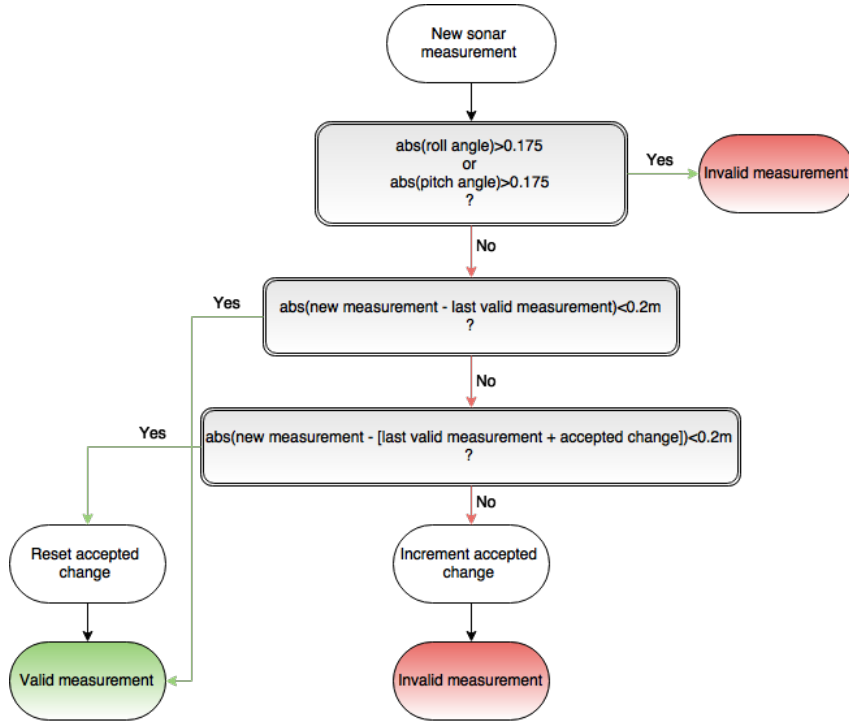 New sonar
measurement
abs(roll angle)>0.175
or
abs(pitch angle)>0.175
?
Yes
Invalid measurement
No
Yes
abs(new measurement - last valid measurement)<0.2m
?
No
Yes
abs(new measurement - [last valid measurement + accepted change])<0.2m
?
No
Reset accepted
change
Increment accepted
change
Valid measurement
Invalid measurement